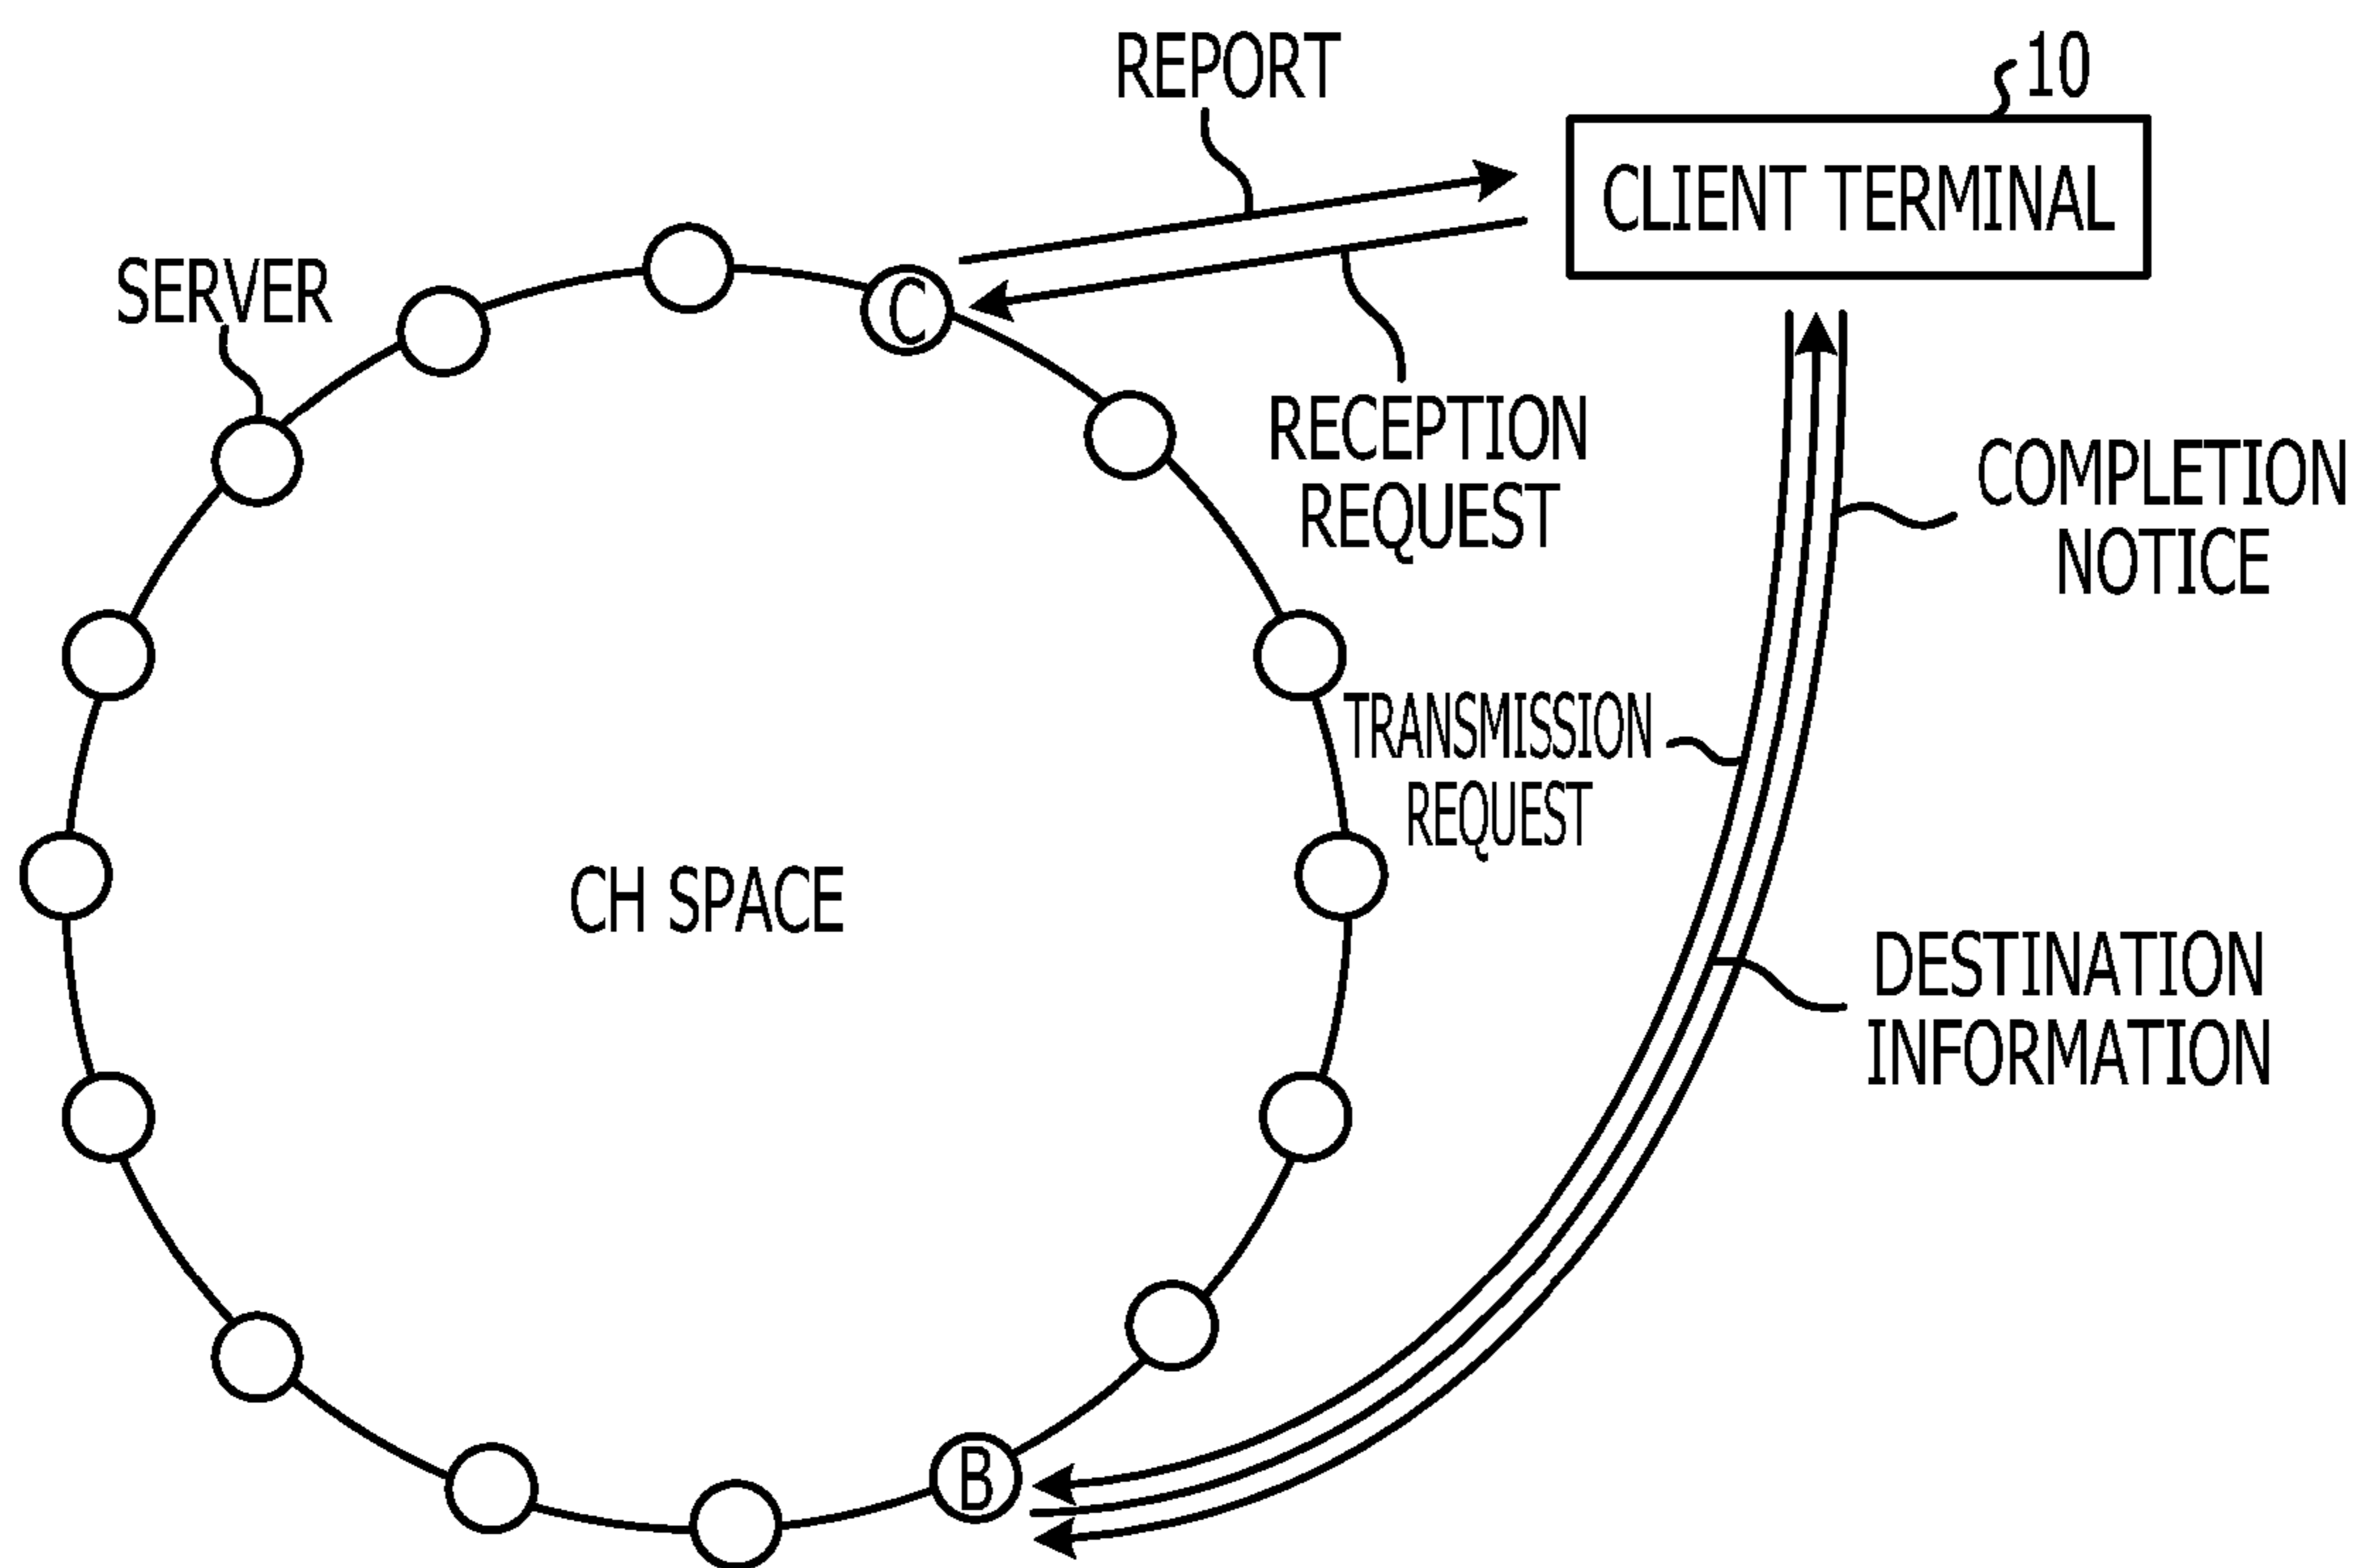 REPORT
10
CLIENT TERMINAL
SERVER
C
RECEPTION
REQUEST
COMPLETION
NOTICE
TRANSMISSION
REQUEST
CH SPACE
DESTINATION
INFORMATION
B